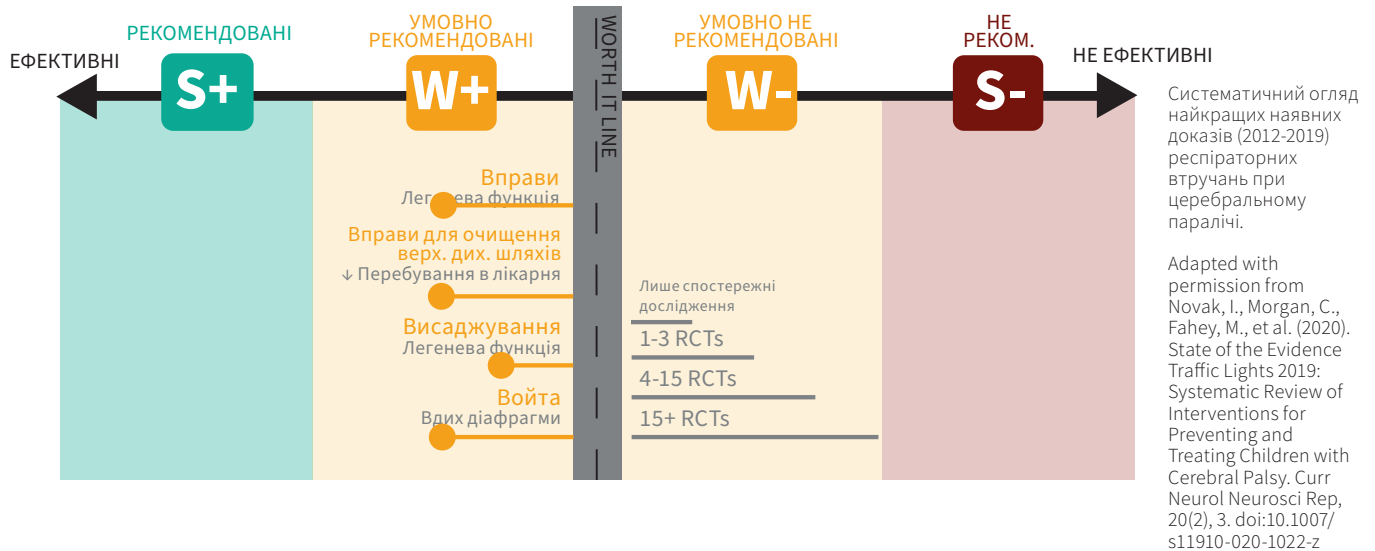 ЕФЕКТИВНІ
РЕКОМЕНДОВАНІ
S+
УМОВНО
РЕКОМЕНДОВАНІ
W+
WORTH IT LINE
УМОВНО НЕ
РЕКОМЕНДОВАНІ
W-
НЕ
РЕКОМ.
S-
НЕ ЕФЕКТИВНІ
Вправи
Легенева функція
Вправи для очищення
верх. дих. шляхів
↓ Перебування в лікарня
Висаджування
Легенева функція
Войта
Вдих діафрагми
Лише спостережні
дослідження
1-3 RCTs
4-15 RCTs
15+ RCTs
Систематичний огляд
найкращих наявних
доказів (2012-2019)
респіраторних
втручань при
церебральному
паралічі.
Adapted with
permission from
Novak, I., Morgan, C.,
Fahey, M., et al. (2020).
State of the Evidence
Traffic Lights 2019:
Systematic Review of
Interventions for
Preventing and
Treating Children with
Cerebral Palsy. Curr
Neurol Neurosci Rep,
20(2), 3. doi:10.1007/
s11910-020-1022-z